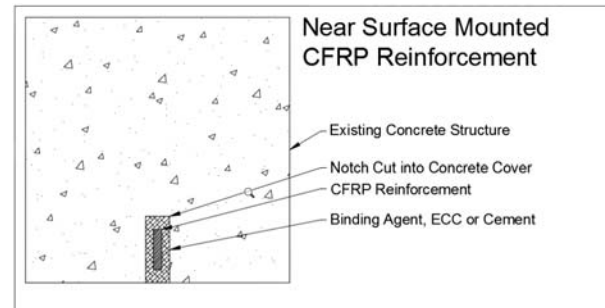 Near Surface Mounted
CFRP Reinforcement
Existing Concrete Structure
Notch Cut into Concrete Cover
CFRP Reinforcement
Binding Agent, ECC or Cement